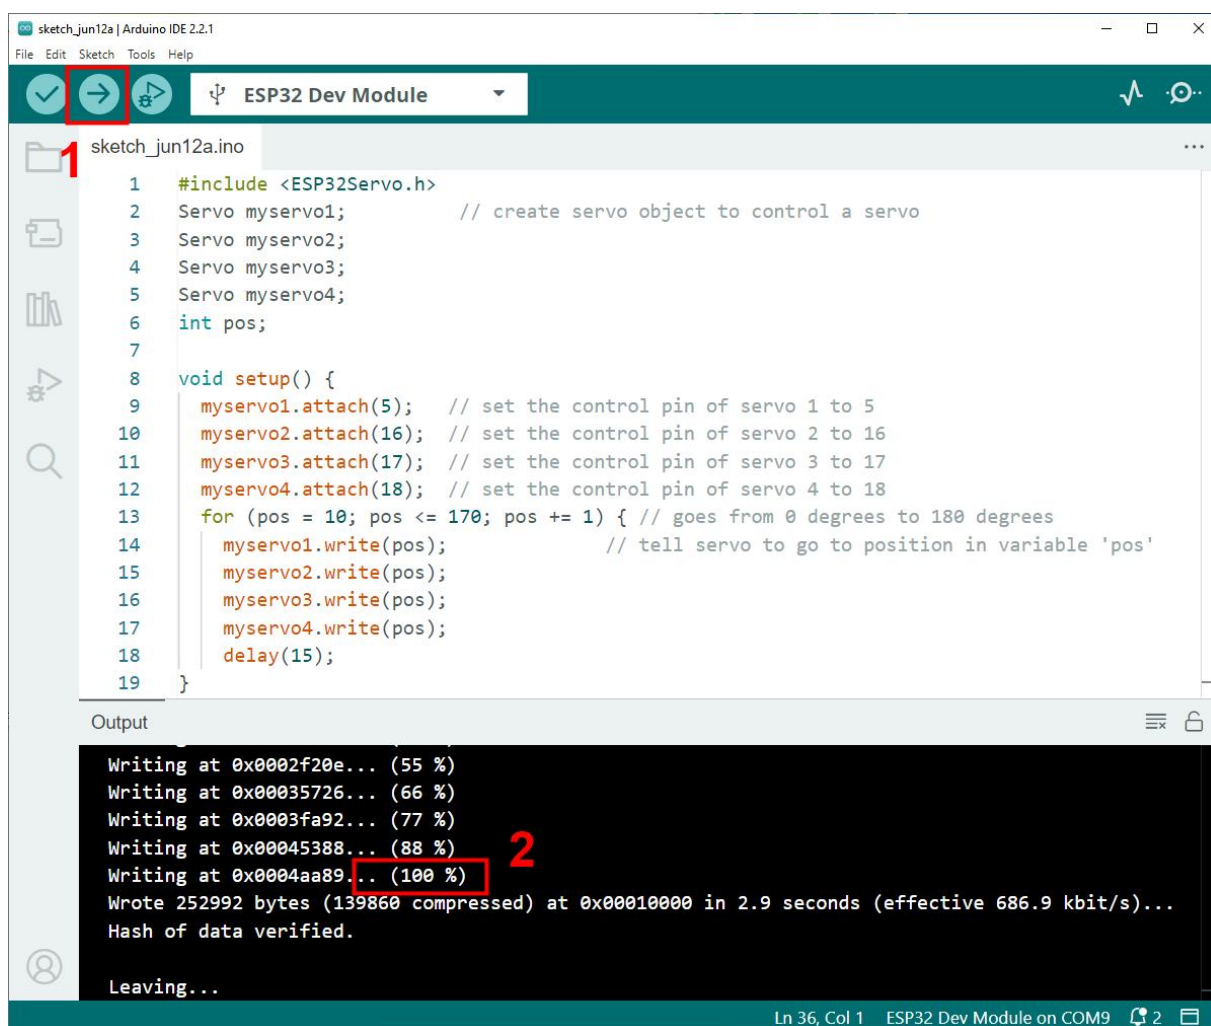 sketch_jun12a | Arduino IDE 2.2.1
File Edit Sketch Tools Help
ESP32 Dev Module
1
sketch_jun12a.ino
...
1 #include <ESP32Servo.h>
2 Servo myservo1; // create servo object to control a servo
3 Servo myservo2;
4 Servo myservo3;
5 Servo myservo4;
6 int pos;
7
8 void setup() {
9 myservo1.attach(5); // set the control pin of servo 1 to 5
10 myservo2.attach(16); // set the control pin of servo 2 to 16
11 myservo3.attach(17); // set the control pin of servo 3 to 17
12 myservo4.attach(18); // set the control pin of servo 4 to 18
13 for (pos = 10; pos <= 170; pos += 1) { // goes from 0 degrees to 180 degrees
14 myservo1.write(pos); // tell servo to go to position in variable 'pos'
15 myservo2.write(pos);
16 myservo3.write(pos);
17 myservo4.write(pos);
18 delay(15);
19 }
Output
Writing at 0x0002f20e... (55 %)
Writing at 0x00035726... (66 %)
Writing at 0x0003fa92... (77 %)
Writing at 0x00045388... (88 %)
2
Writing at 0x0004aa89... (100 %)
Wrote 252992 bytes (139860 compressed) at 0x00010000 in 2.9 seconds (effective 686.9 kbit/s)...
Hash of data verified.
Leaving...
Ln 36, Col 1 ESP32 Dev Module on COM9 2